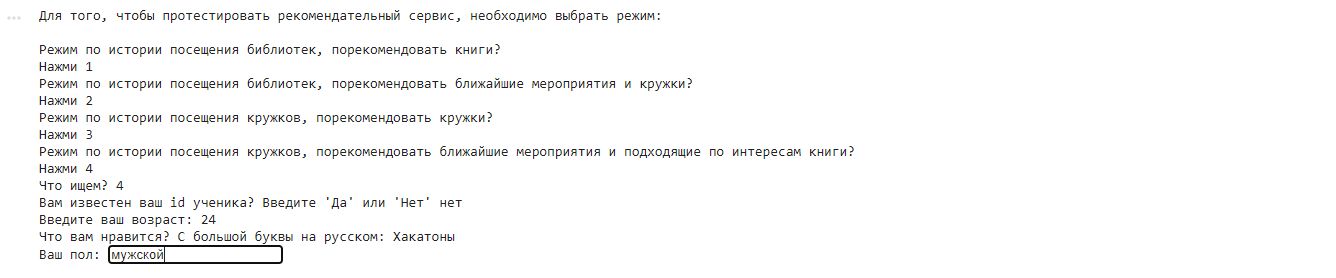 Для того, чтобы протестировать рекомендательный сервис, необходимо выбрать режим:
Режим по истории посещения библиотек, порекомендовать книги?
Нажми 1
Режим по истории посещения библиотек, порекомендовать ближайшие мероприятия и кружки?
Нажми 2
Режим по истории посещения кружков, порекомендовать кружки?
Нажми 3
Режим по истории посещения кружков, порекомендовать ближайшие мероприятия и подходящие по интересам книги?
Нажми 4
Что ищем? 4
Вам известен ваш id ученика? Введите 'Да' или 'Нет' нет
Введите ваш возраст: 24
Что вам нравится? С большой буквы на русском: Хакатоны
Ваш пол: мужской